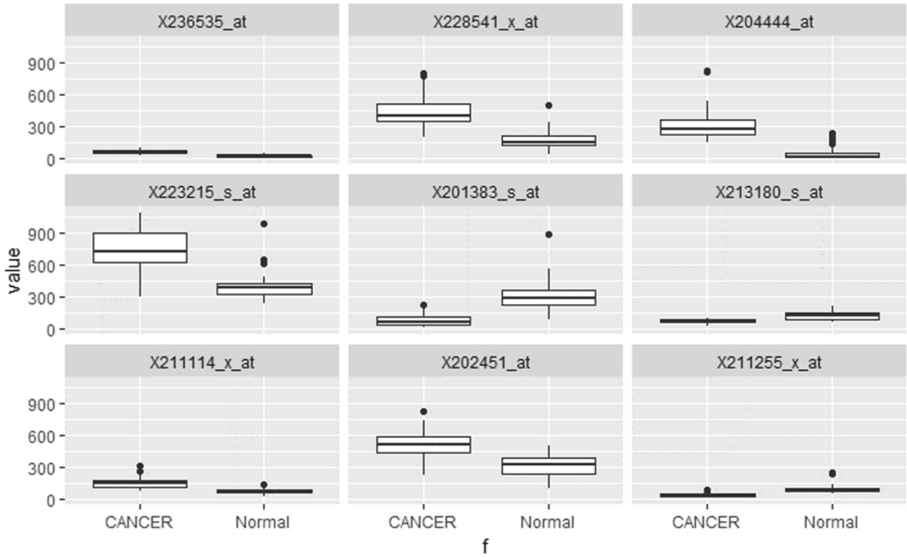 X236535_at X228541_x_at X204444_at
900
600
300
0
X223215_s_at X201383_s_at X213180_s_at
900
600
300
0
value
X211114_x_at X202451_at X211255_x_at
900
600
300
0
CANCER Normal CANCER Normal CANCER Normal
f